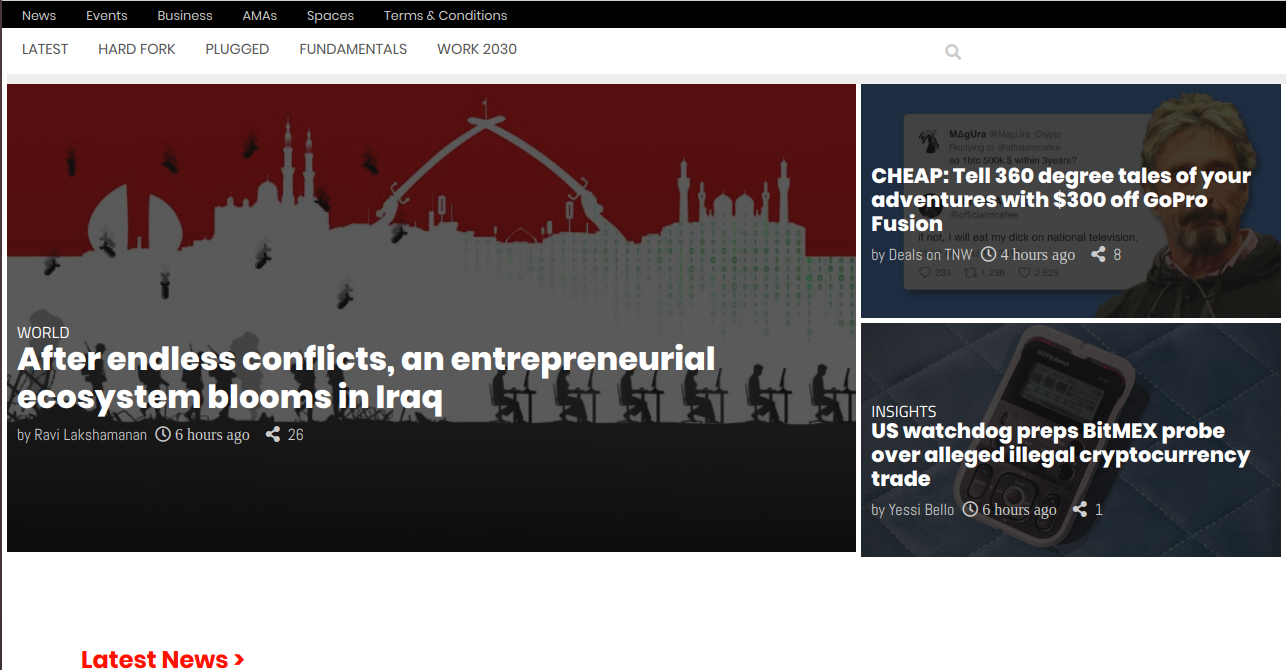 News Events Business AMAs Spaces Terms & Conditions
LATEST HARD FORK PLUGGED FUNDAMENTALS WORK 2030
WORLD
After endless conflicts, an entrepreneurial
ecosystem blooms in Iraq
by Ravi Lakshamanan 6 hours ago 26
MΔgUra @MagUra_Crypto
Replying to @officialmcafee
so 1btc 500k $ within 3years?
CHEAP: Tell 360 degree tales of your
adventures with $300 off GoPro
Fusion
@officialmcafee
if not, I will eat my dick on national television.
by Deals on TNW 4 hours ago 8
233 1,236 2,625
Roland
INSIGHTS
US watchdog preps BitMEX probe
over alleged illegal cryptocurrency
trade
by Yessi Bello 6 hours ago 1
Latest News >